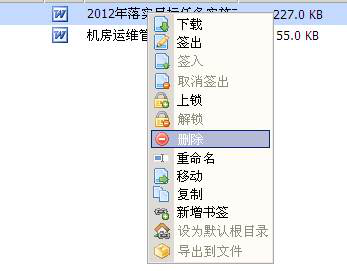 2012年落实目标任务实施 227.0 KB
机房运维管 55.0 KB
下载
签出
签入
取消签出
上锁
解锁
删除
重命名
移动
复制
新增书签
设为默认根目录
导出到文件